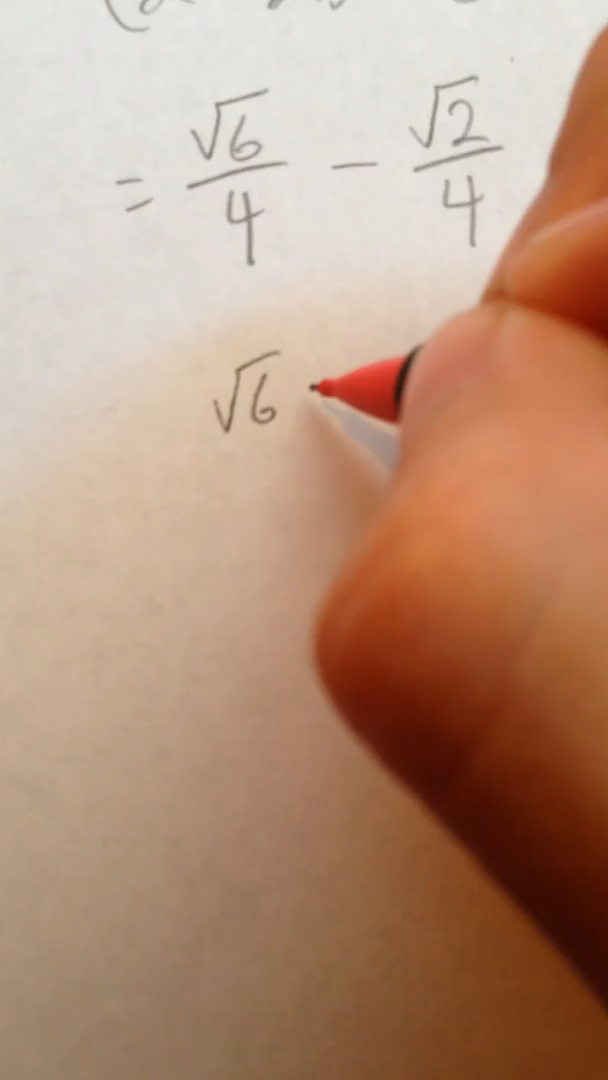 = √6/4 − √2/4
√6